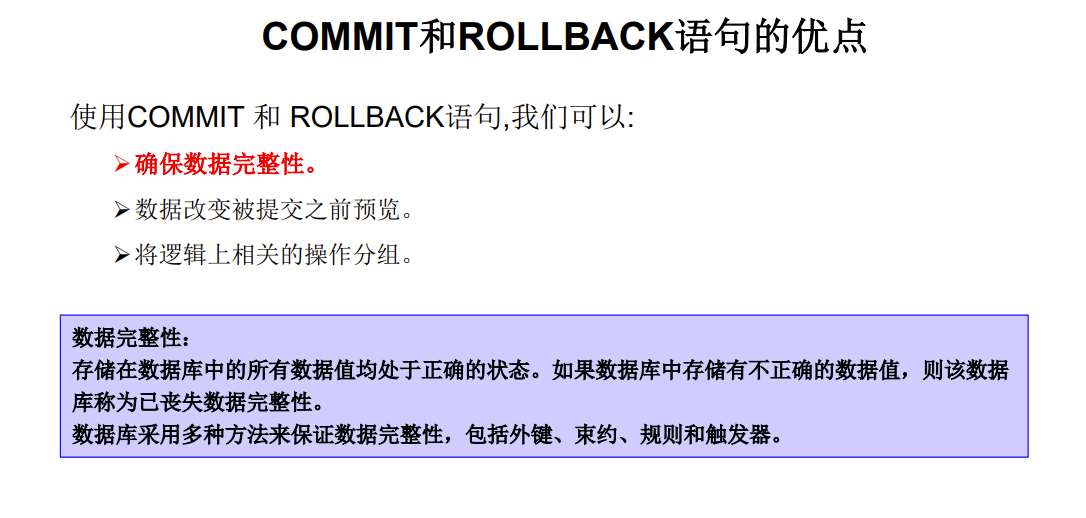 COMMIT和ROLLBACK语句的优点
使用COMMIT 和 ROLLBACK语句,我们可以:
➢确保数据完整性。
➢数据改变被提交之前预览。
➢将逻辑上相关的操作分组。
数据完整性：
存储在数据库中的所有数据值均处于正确的状态。如果数据库中存储有不正确的数据值，则该数据
库称为已丧失数据完整性。
数据库采用多种方法来保证数据完整性，包括外键、束约、规则和触发器。